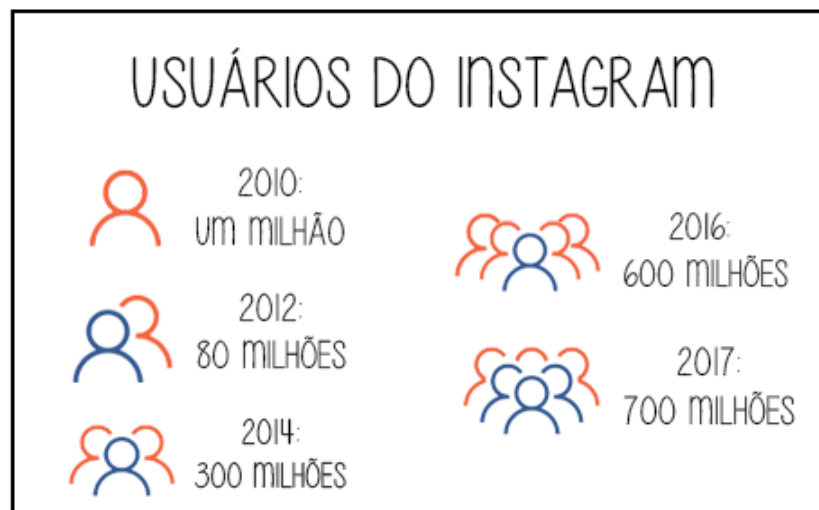 USUÁRIOS DO INSTAGRAM
2010:
UM MILHÃO
2012:
80 MILHÕES
2014:
300 MILHÕES
2016:
600 MILHÕES
2017:
700 MILHÕES